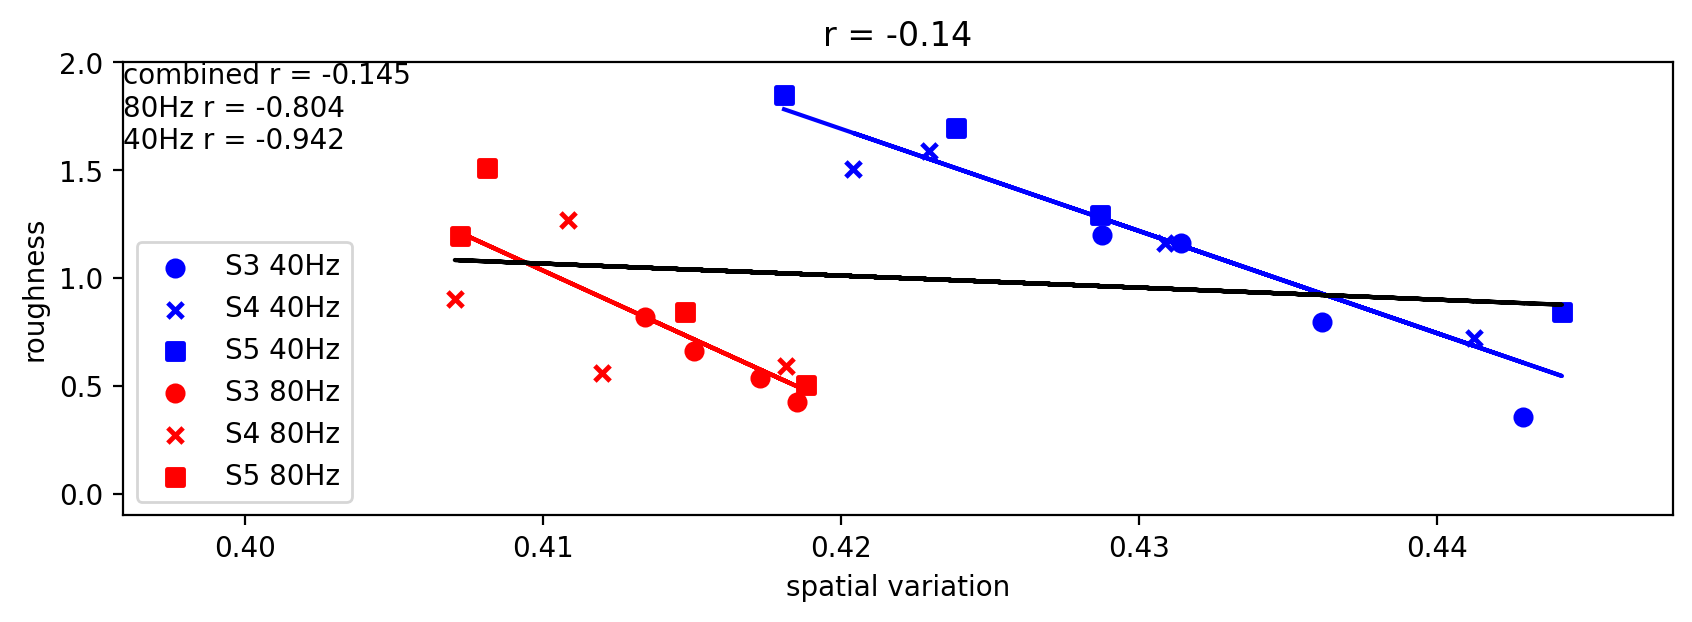 r = -0.14
combined r = -0.145
80Hz r = -0.804
40Hz r = -0.942
2.0
1.5
1.0
0.5
0.0
roughness
S3 40Hz
S4 40Hz
S5 40Hz
S3 80Hz
S4 80Hz
S5 80Hz
0.40 0.41 0.42 0.43 0.44
spatial variation